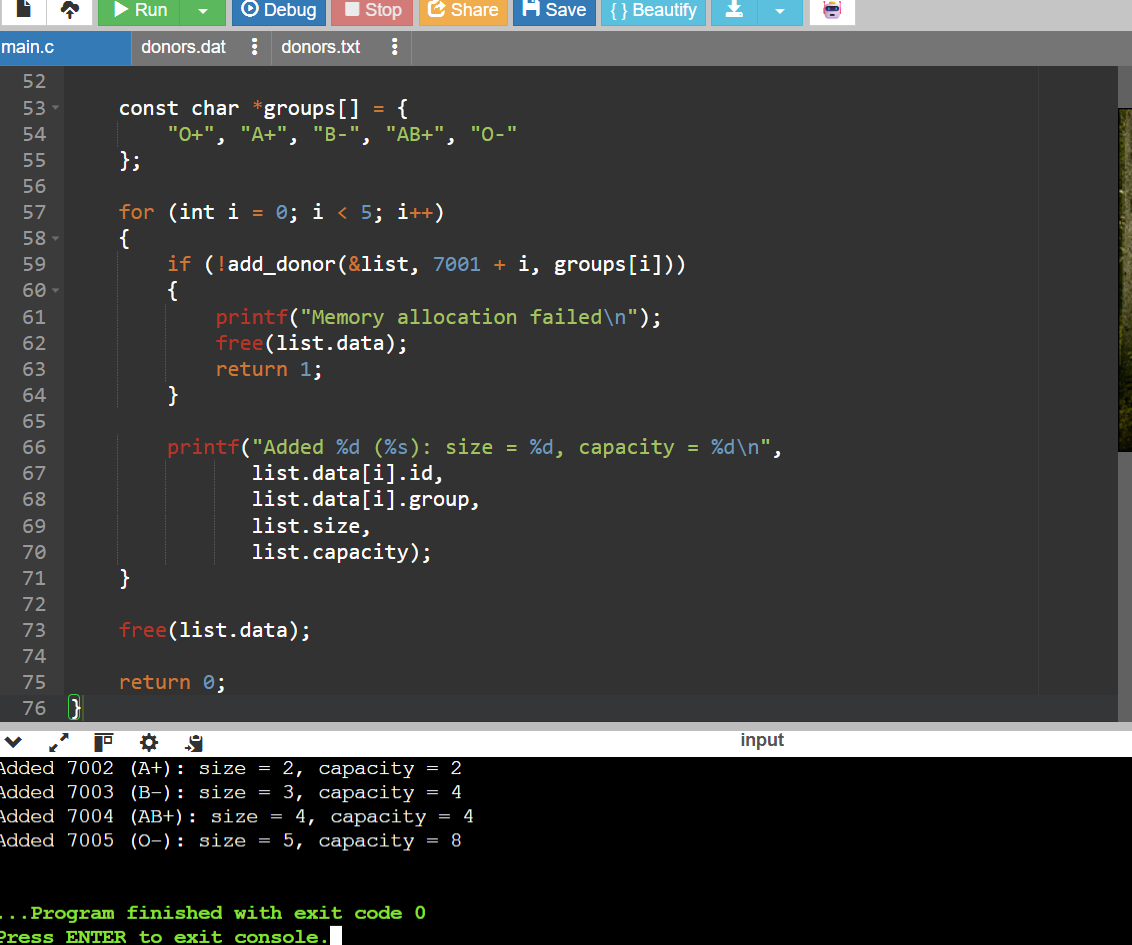 Run Debug Stop Share Save { } Beautify
main.c donors.dat donors.txt
52
53 const char *groups[] = {
54 "O+", "A+", "B-", "AB+", "O-"
55 };
56
57 for (int i = 0; i < 5; i++)
58 {
59 if (!add_donor(&list, 7001 + i, groups[i]))
60 {
61 printf("Memory allocation failed\n");
62 free(list.data);
63 return 1;
64 }
65
66 printf("Added %d (%s): size = %d, capacity = %d\n",
67 list.data[i].id,
68 list.data[i].group,
69 list.size,
70 list.capacity);
71 }
72
73 free(list.data);
74
75 return 0;
76 }
input
Added 7002 (A+): size = 2, capacity = 2
Added 7003 (B-): size = 3, capacity = 4
Added 7004 (AB+): size = 4, capacity = 4
Added 7005 (O-): size = 5, capacity = 8
...Program finished with exit code 0
Press ENTER to exit console.